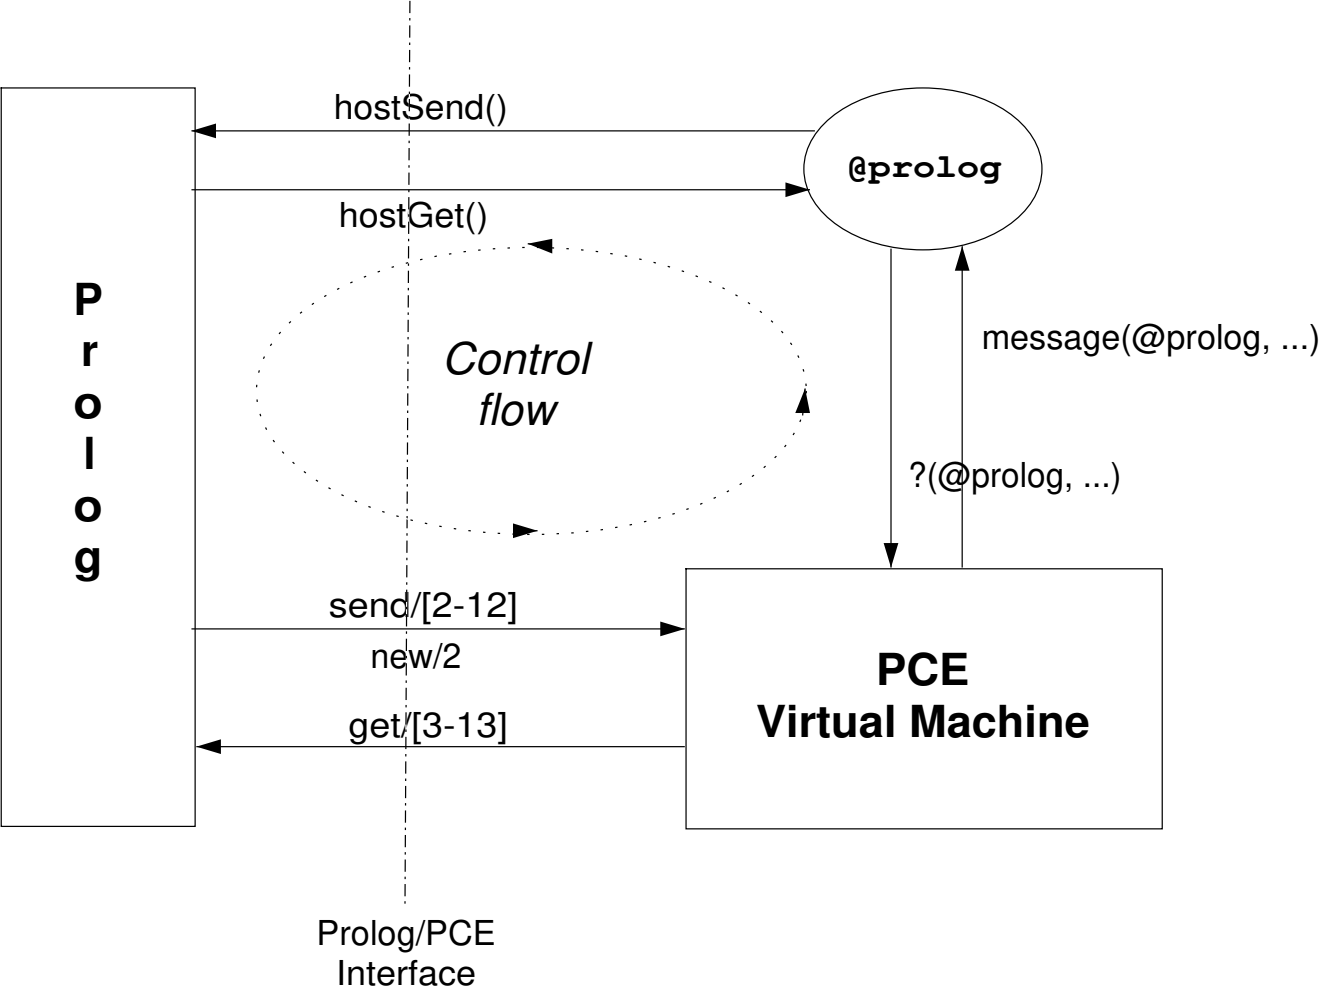 hostSend()
@prolog
hostGet()
P
r
o
l
o
g
Control
flow
message(@prolog, ...)
?(@prolog, ...)
send/[2-12]
new/2
get/[3-13]
PCE
Virtual Machine
Prolog/PCE
Interface